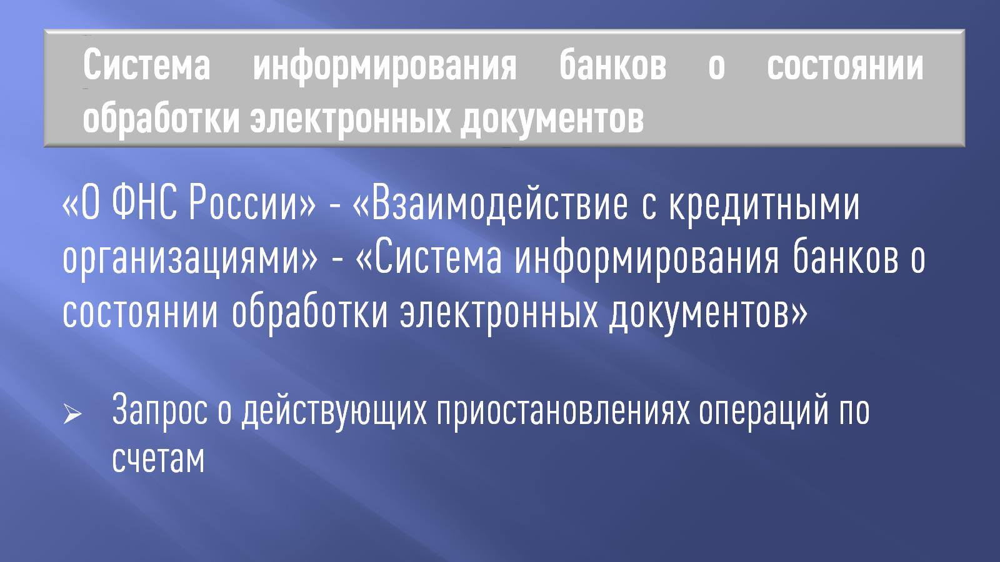 Система информирования банков о состоянии
обработки электронных документов
«О ФНС России» - «Взаимодействие с кредитными
организациями» - «Система информирования банков о
состоянии обработки электронных документов»
➢ Запрос о действующих приостановлениях операций по
счетам